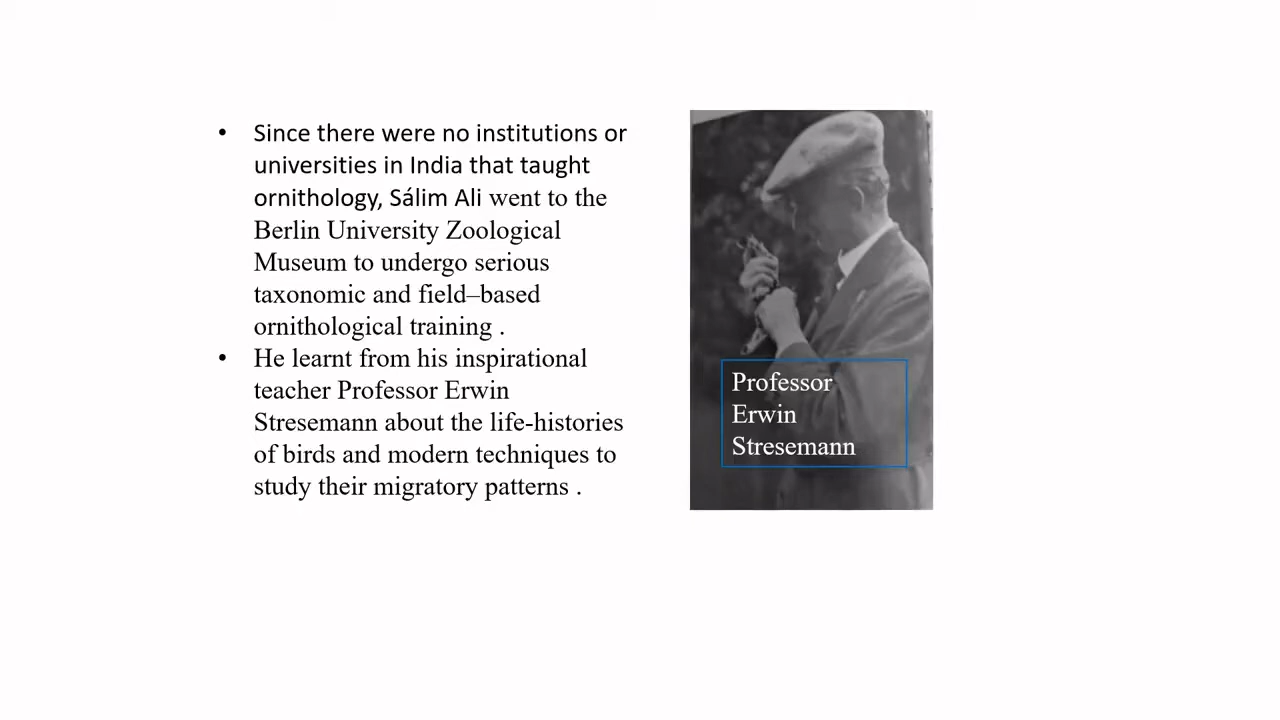 • Since there were no institutions or
universities in India that taught
ornithology, Sálim Ali went to the
Berlin University Zoological
Museum to undergo serious
taxonomic and field–based
ornithological training .
• He learnt from his inspirational
teacher Professor Erwin
Stresemann about the life-histories
of birds and modern techniques to
study their migratory patterns .
Professor
Erwin
Stresemann